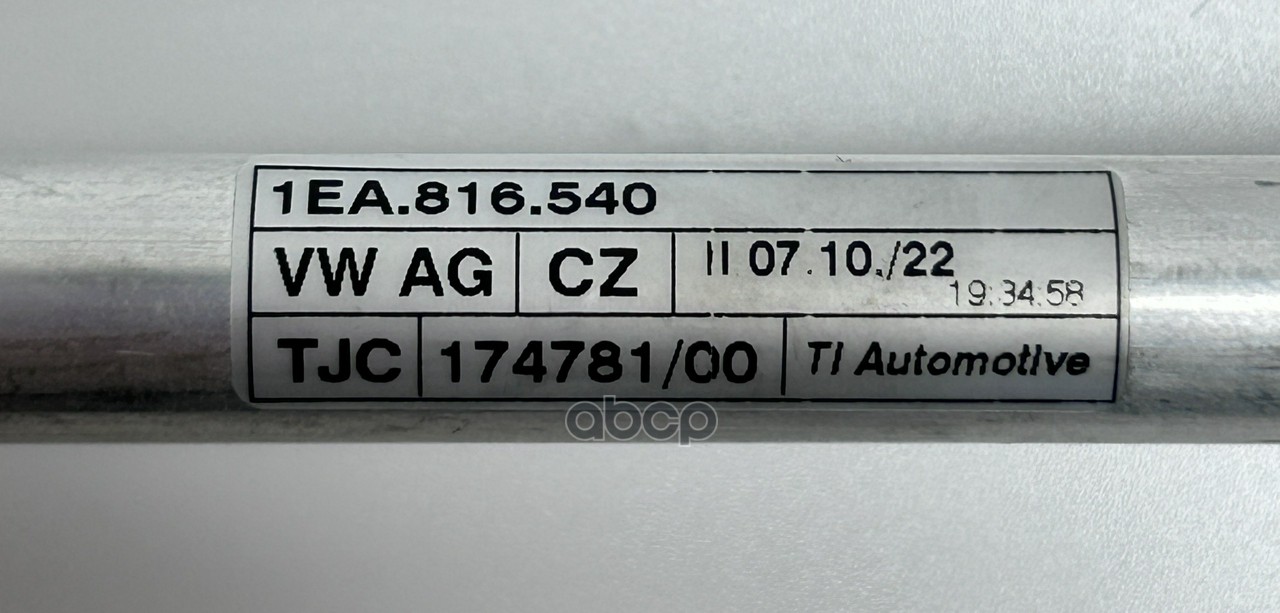 1EA.816.540
VW AG CZ II 07.10./22
19:34:58
TJC 174781/00 TI Automotive
abcp